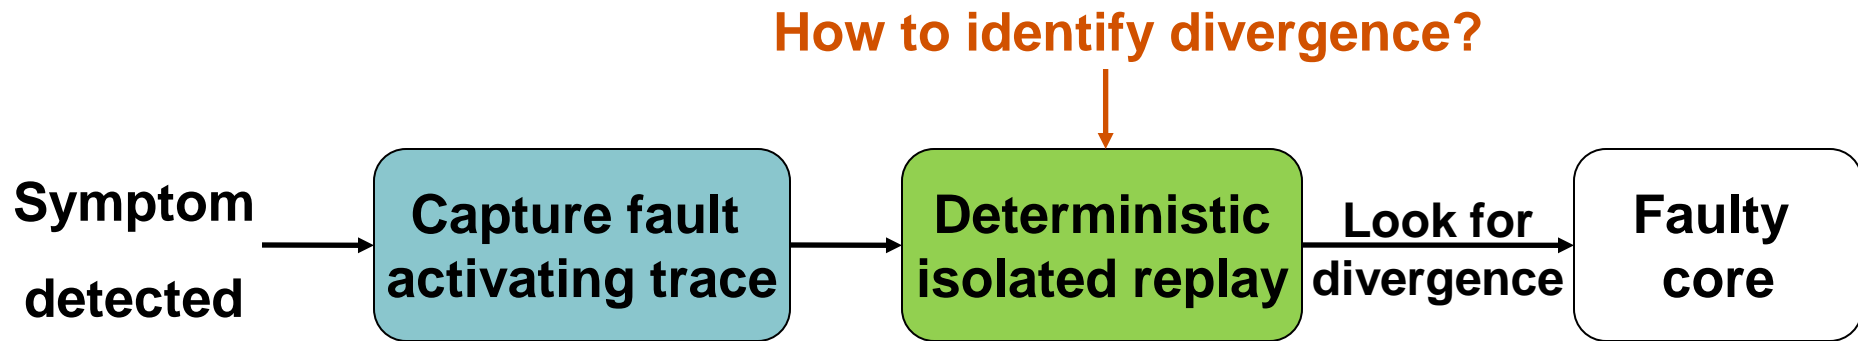 How to identify divergence?
Symptom
detected
Capture fault
activating trace
Deterministic
isolated replay
Look for
divergence
Faulty
core